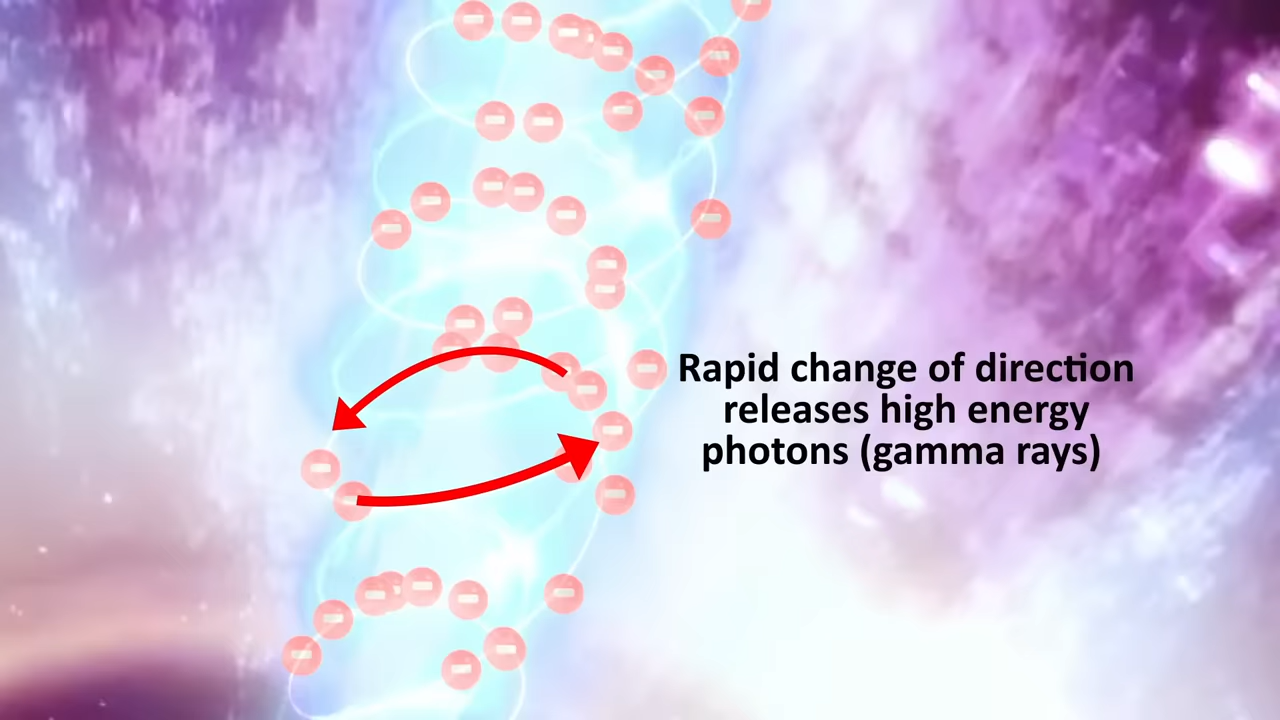 Rapid change of direction
releases high energy
photons (gamma rays)